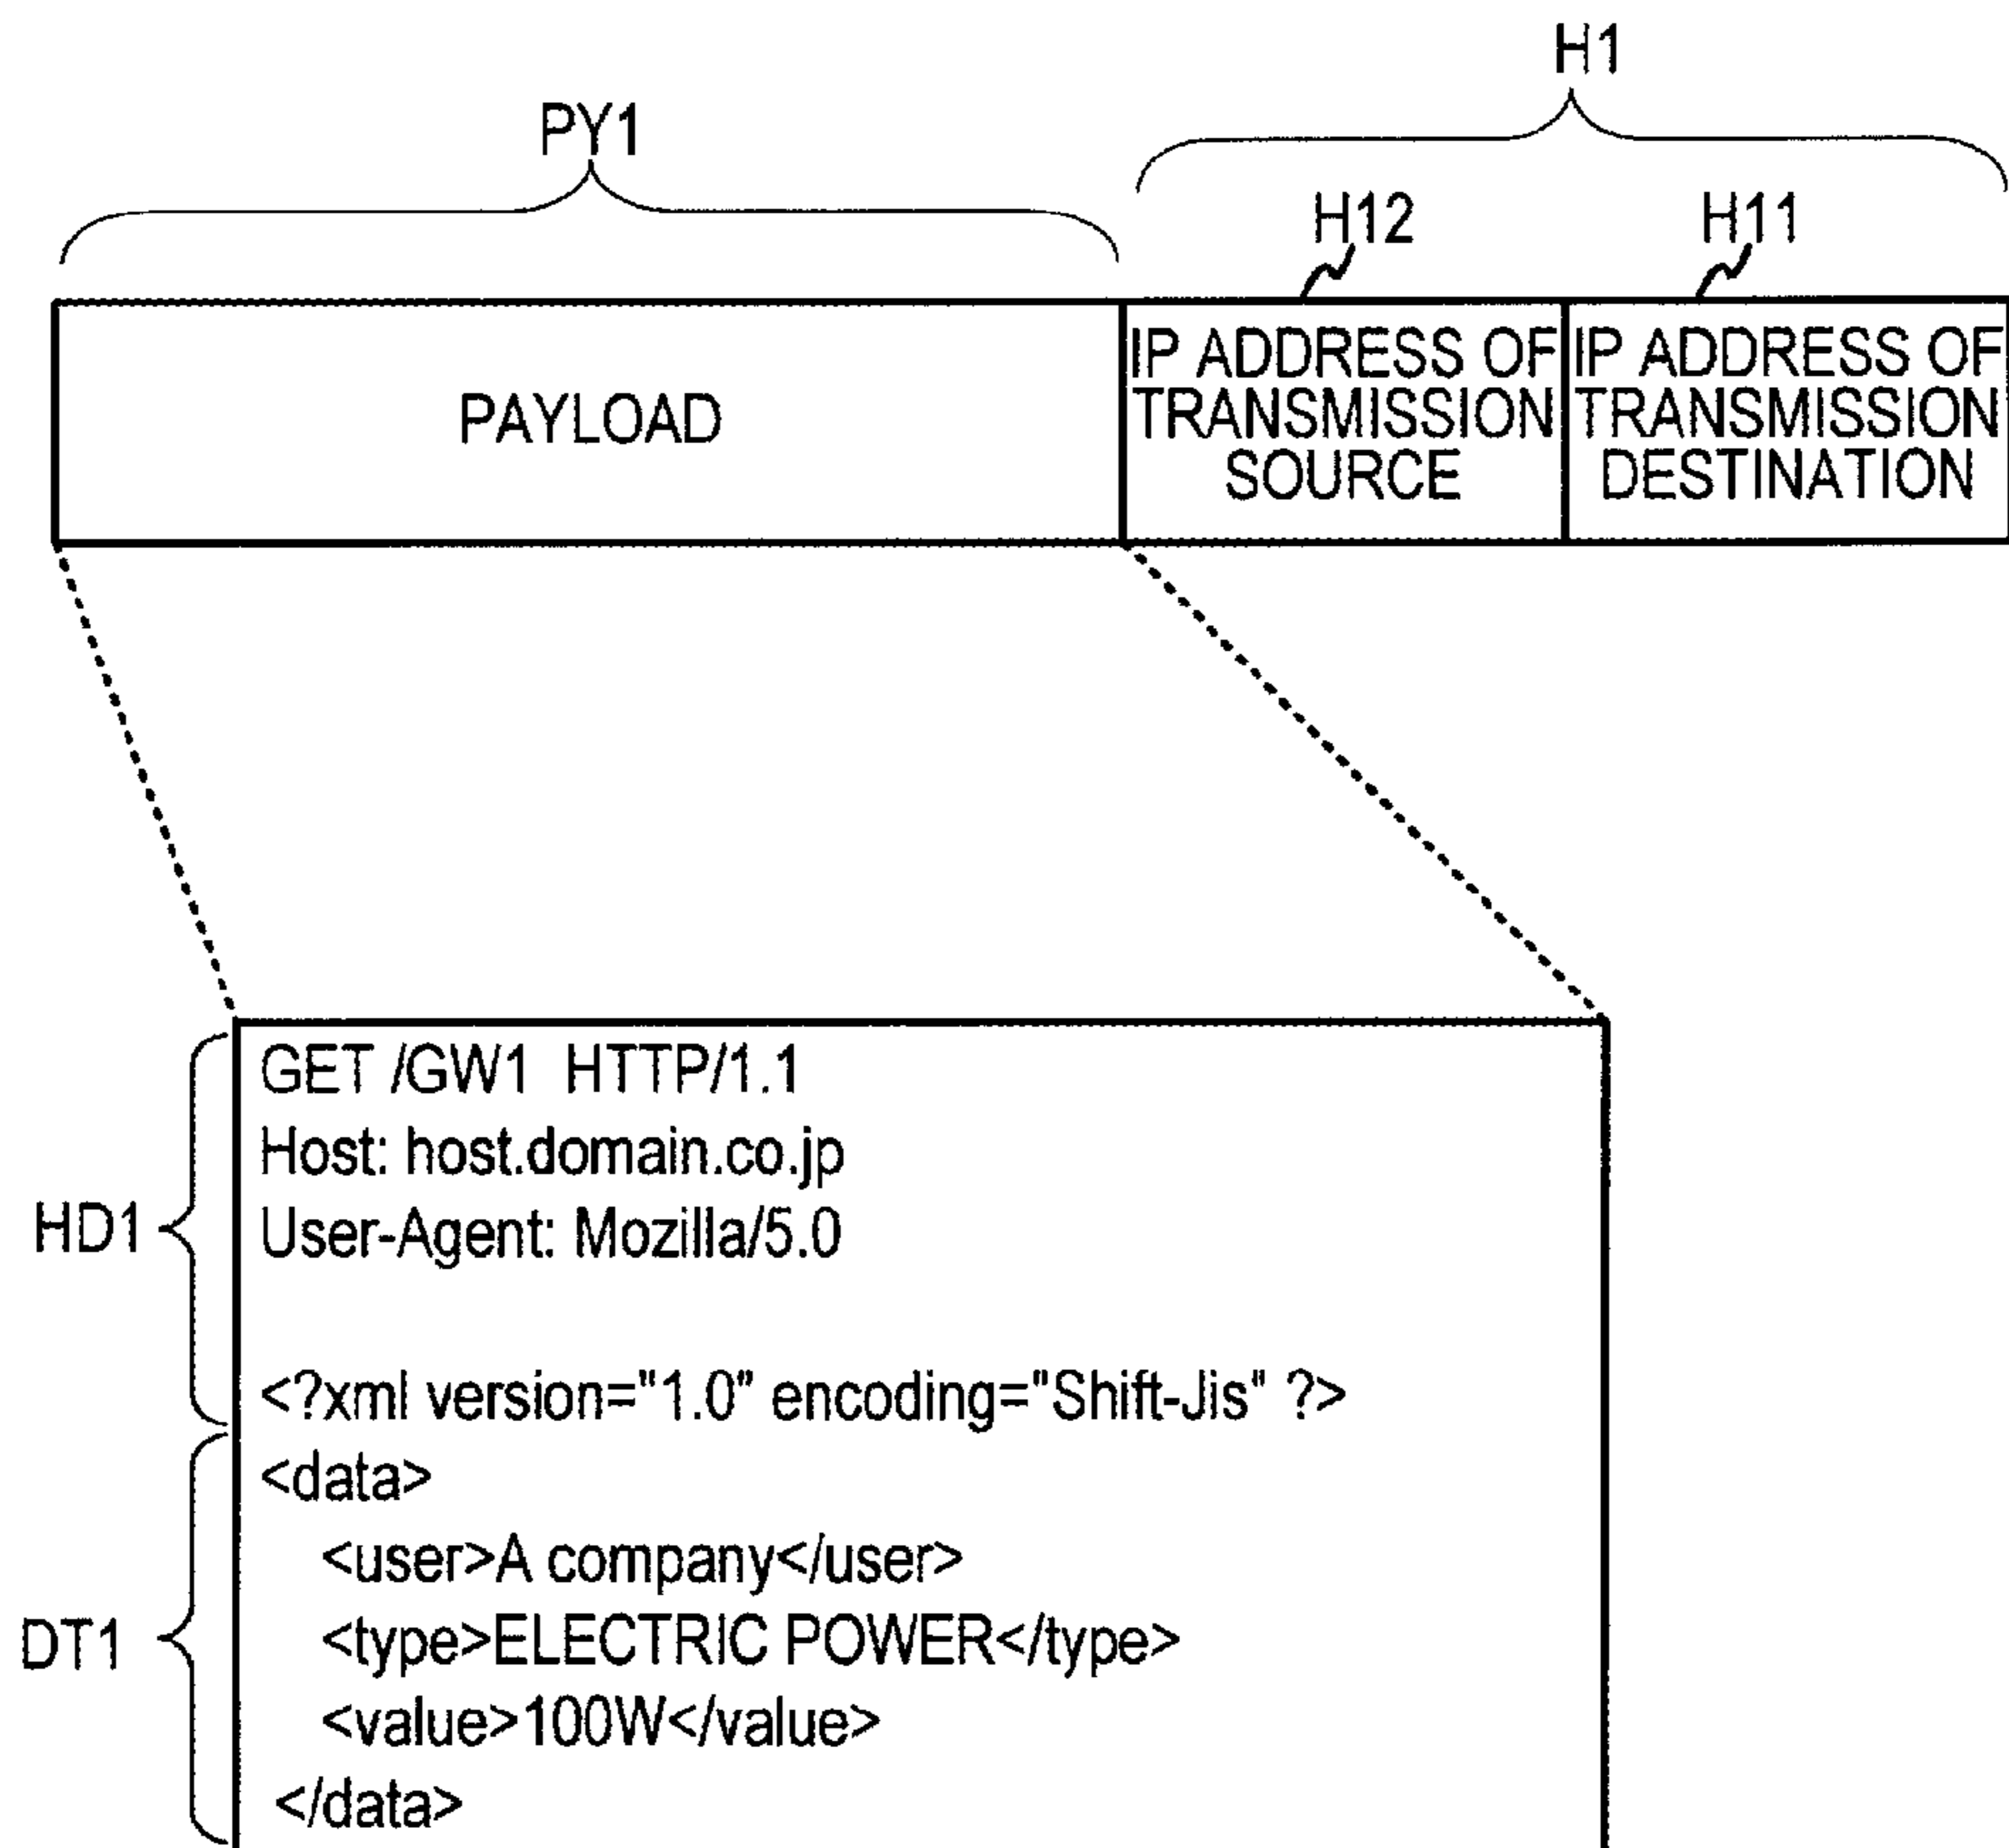 H1
PY1
H12 H11
PAYLOAD
IP ADDRESS OF
TRANSMISSION
SOURCE
IP ADDRESS OF
TRANSMISSION
DESTINATION
HD1
GET /GW1 HTTP/1.1
Host: host.domain.co.jp
User-Agent: Mozilla/5.0
<?xml version="1.0" encoding="Shift-Jis" ?>
DT1
<data>
<user>A company</user>
<type>ELECTRIC POWER</type>
<value>100W</value>
</data>